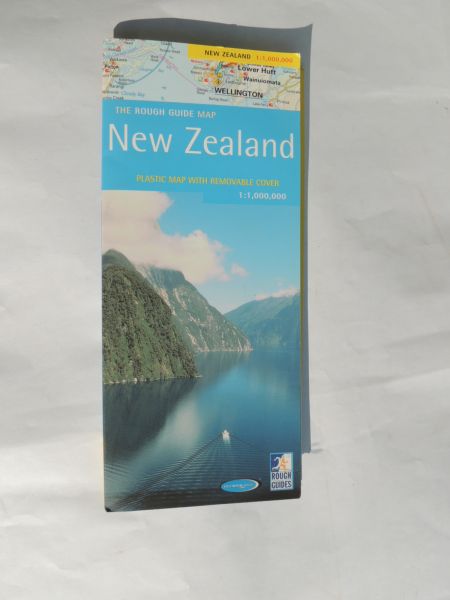 NEW ZEALAND 1:1,000,000
Lower Hutt
Wainuiomata
WELLINGTON
THE ROUGH GUIDE MAP
New Zealand
PLASTIC MAP WITH REMOVABLE COVER
1:1,000,000
ROUGH
GUIDES